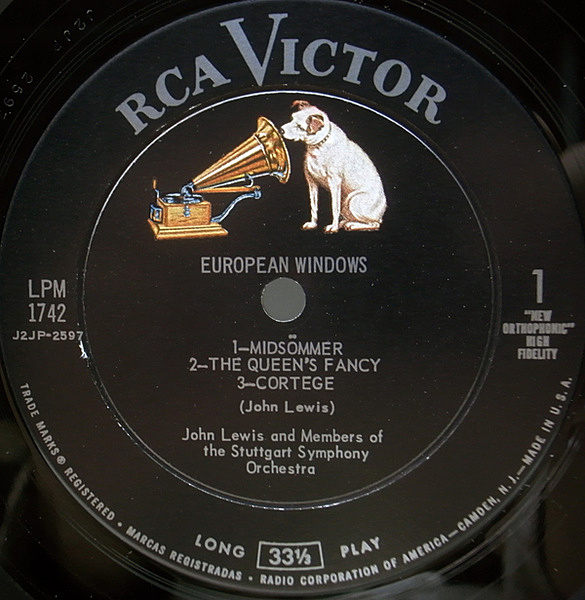 RCA VICTOR
EUROPEAN WINDOWS
LPM
1742
J2JP-2597
1
"NEW
ORTHOPHONIC"
HIGH
FIDELITY
1—MIDSÖMMER
2—THE QUEEN'S FANCY
3—CORTEGE
(John Lewis)
John Lewis and Members of
the Stuttgart Symphony
Orchestra
LONG 33⅓ PLAY
TRADE MARKS ® REGISTERED • MARCAS REGISTRADAS • RADIO CORPORATION OF AMERICA—CAMDEN, N. J.—MADE IN U. S. A.